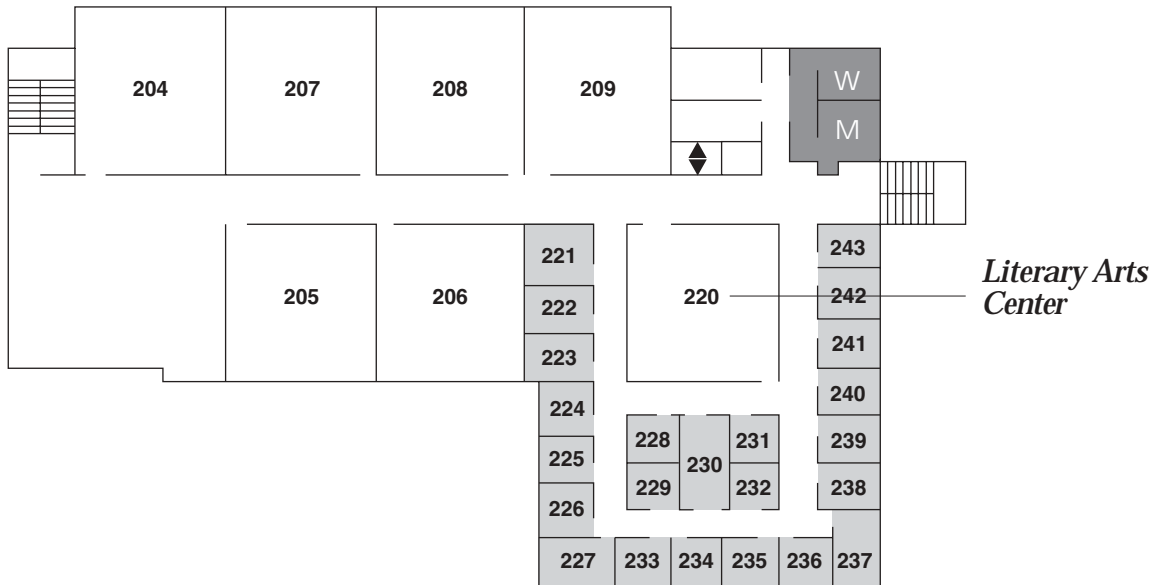 204 207 208 209 W
M
205 206 221 220 243
222 242
223 241
224 240
225 228 230 231 239
226 229 232 238
227 233 234 235 236 237
Literary Arts
Center